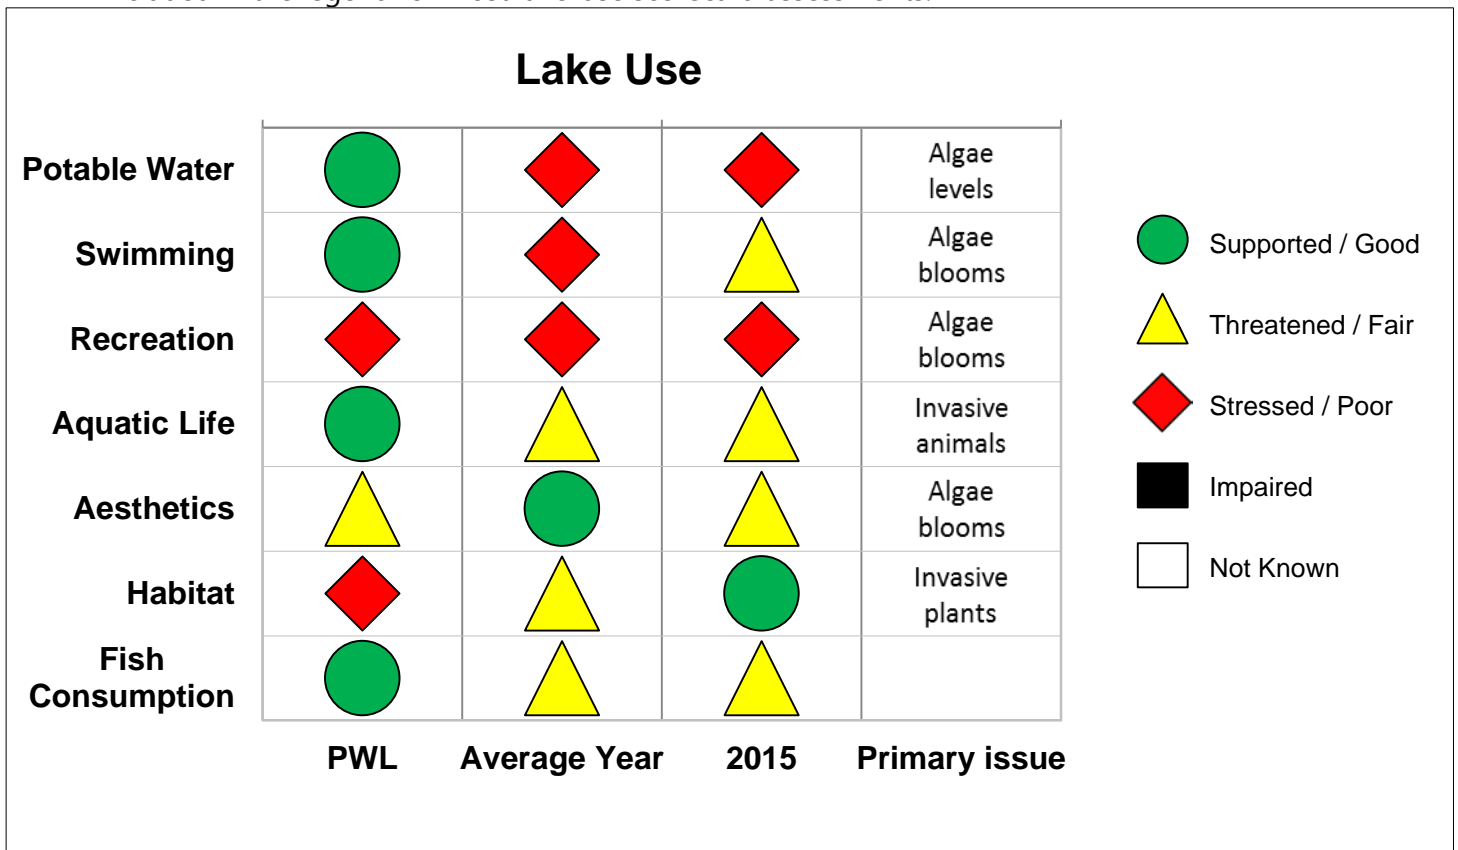 Lake Use
Potable Water
Algae
levels
Swimming
Algae
blooms
Recreation
Algae
blooms
Aquatic Life
Invasive
animals
Aesthetics
Algae
blooms
Habitat
Invasive
plants
Fish
Consumption
PWL Average Year 2015 Primary issue
Supported / Good
Threatened / Fair
Stressed / Poor
Impaired
Not Known